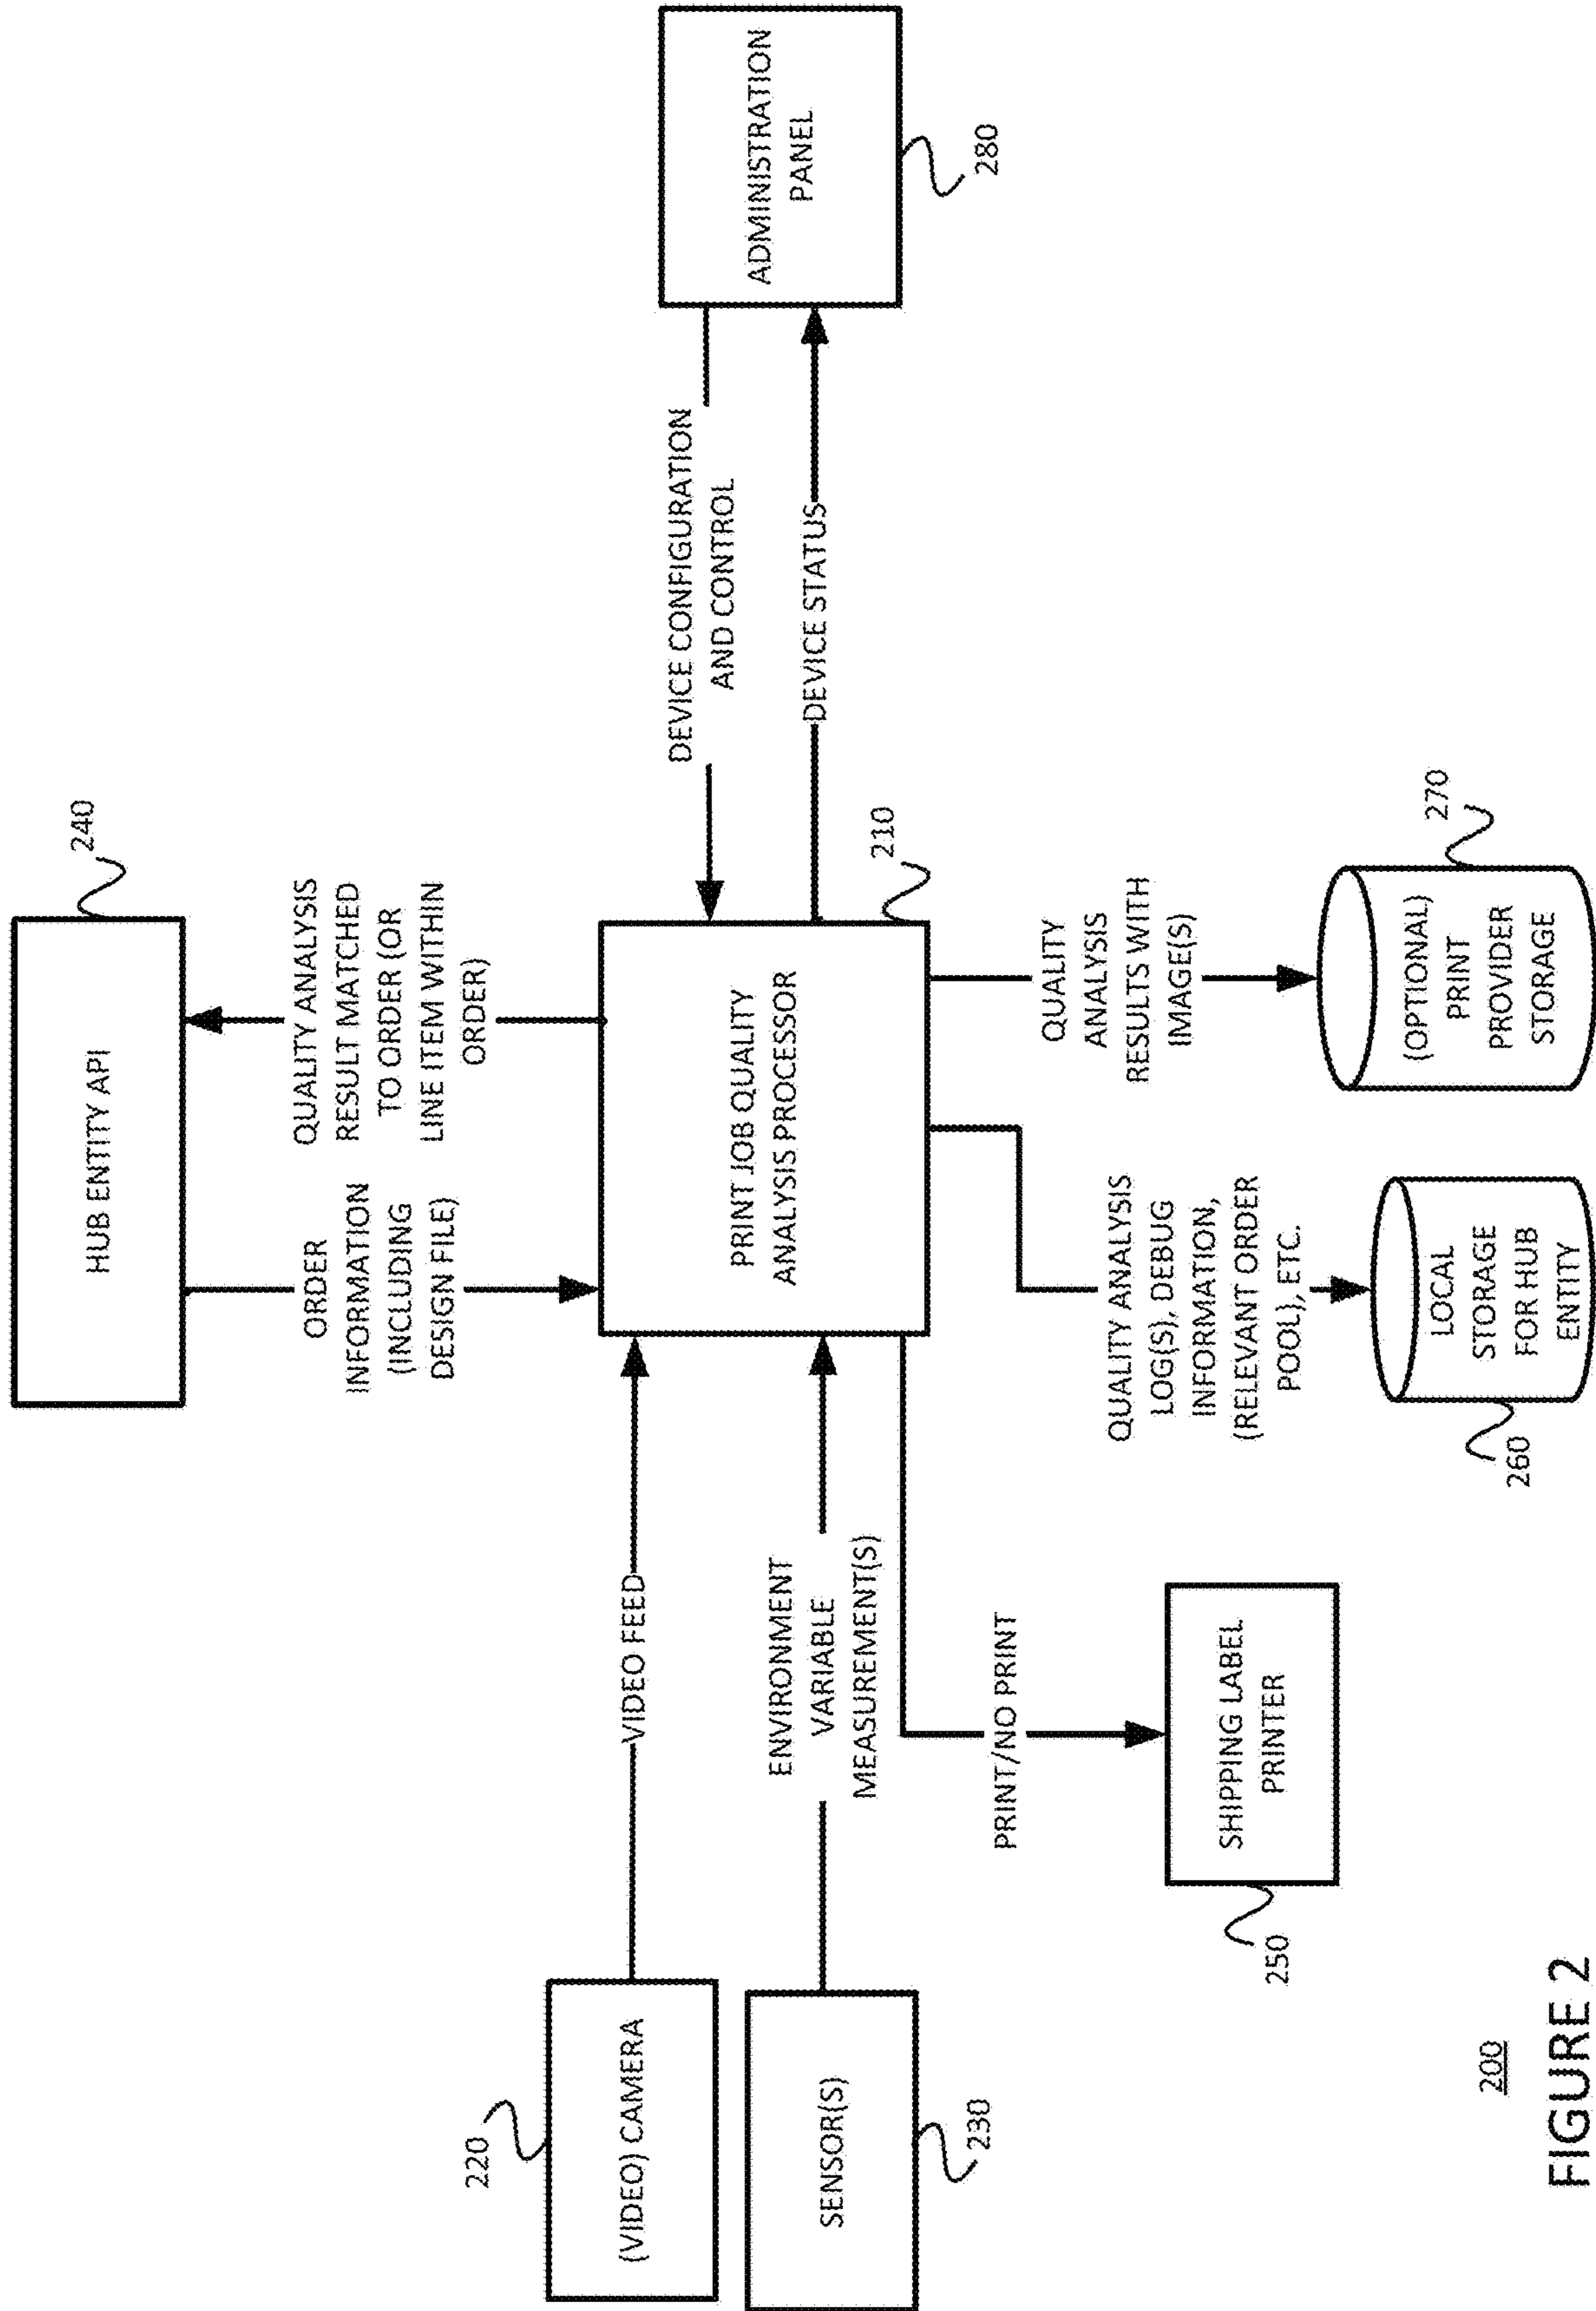 HUB ENTITY API
240
ORDER
INFORMATION
(INCLUDING
DESIGN FILE)
QUALITY ANALYSIS
RESULT MATCHED
TO ORDER (OR
LINE ITEM WITHIN
ORDER)
(VIDEO) CAMERA
220
VIDEO FEED
SENSOR(S)
230
ENVIRONMENT
VARIABLE
MEASUREMENT(S)
PRINT JOB QUALITY
ANALYSIS PROCESSOR
210
DEVICE CONFIGURATION
AND CONTROL
DEVICE STATUS
ADMINISTRATION
PANEL
280
PRINT/NO PRINT
SHIPPING LABEL
PRINTER
250
QUALITY ANALYSIS
LOG(S), DEBUG
INFORMATION,
(RELEVANT ORDER
POOL), ETC.
LOCAL
STORAGE
FOR HUB
ENTITY
260
QUALITY
ANALYSIS
RESULTS WITH
IMAGE(S)
(OPTIONAL)
PRINT
PROVIDER
STORAGE
270
200
FIGURE 2